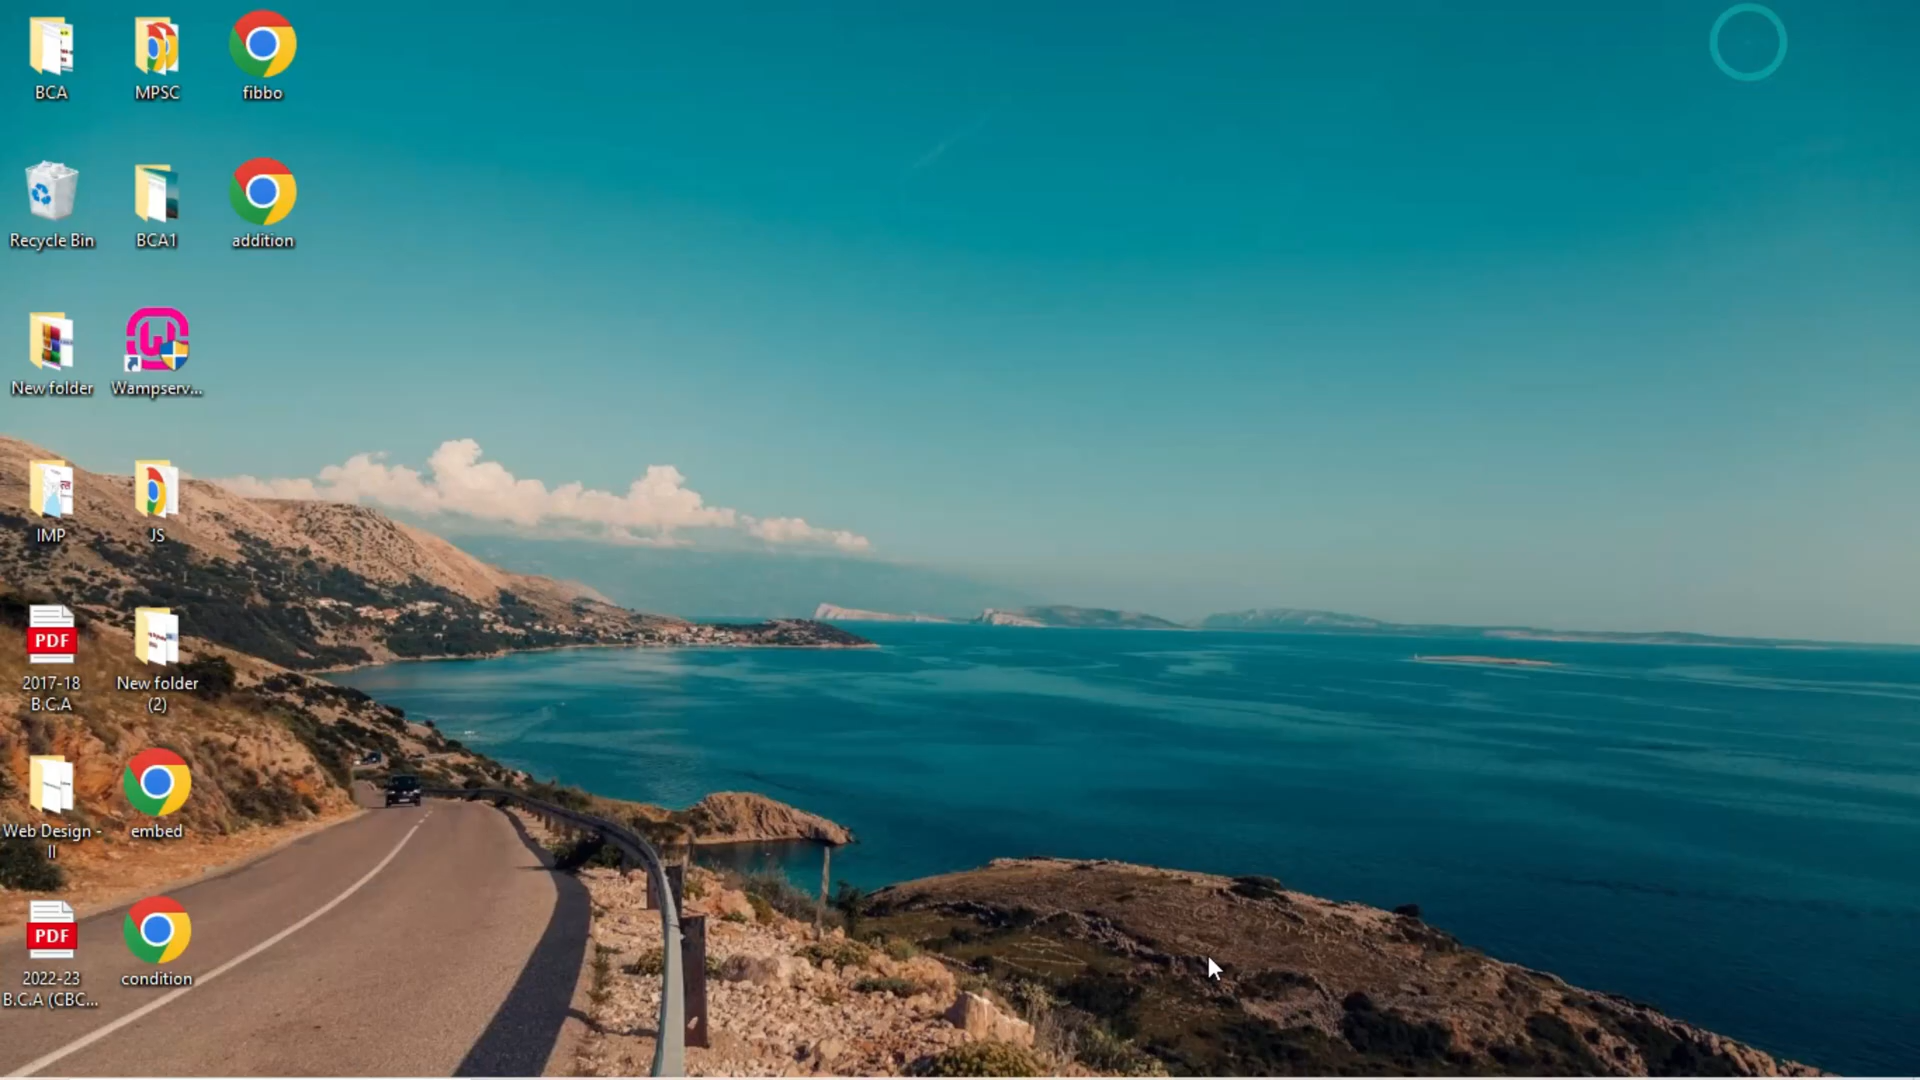 BCA
MPSC
fibbo
Recycle Bin
BCA1
addition
New folder
Wampserv...
IMP
JS
PDF
2017-18
B.C.A
New folder
(2)
Web Design -
II
embed
PDF
2022-23
B.C.A (CBC...
condition